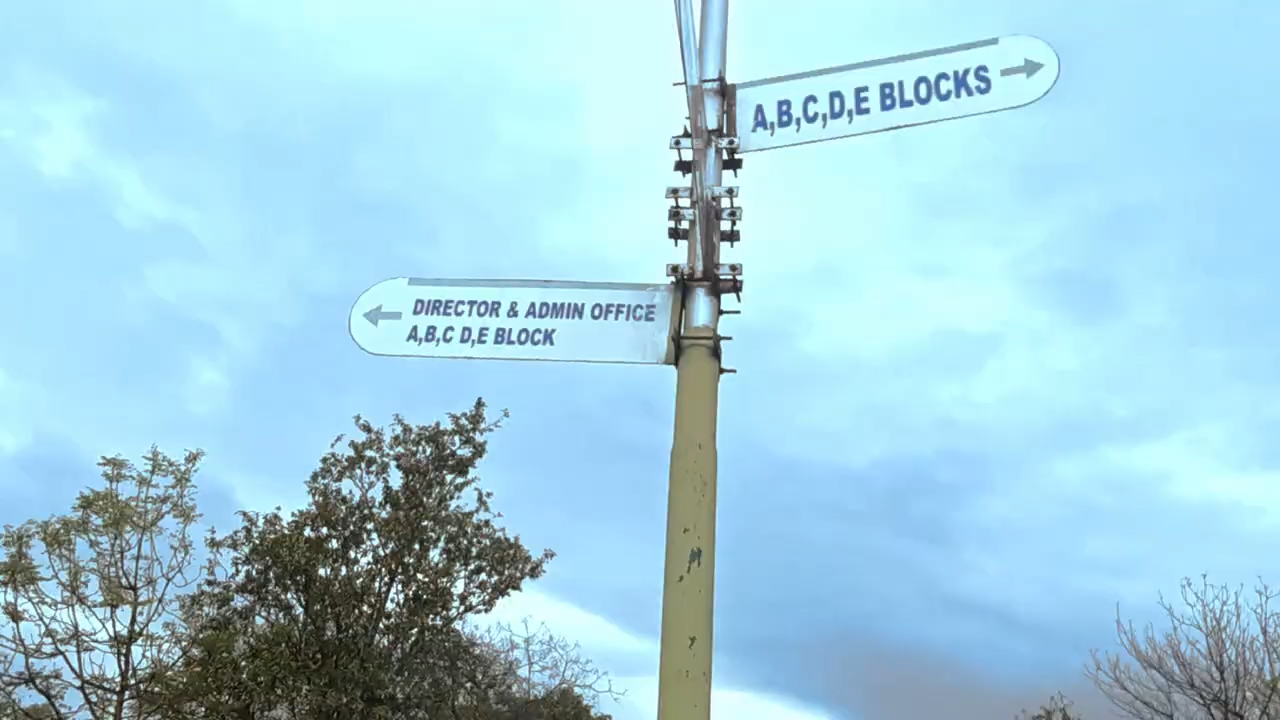 A,B,C,D,E BLOCKS
DIRECTOR & ADMIN OFFICE
A,B,C D,E BLOCK